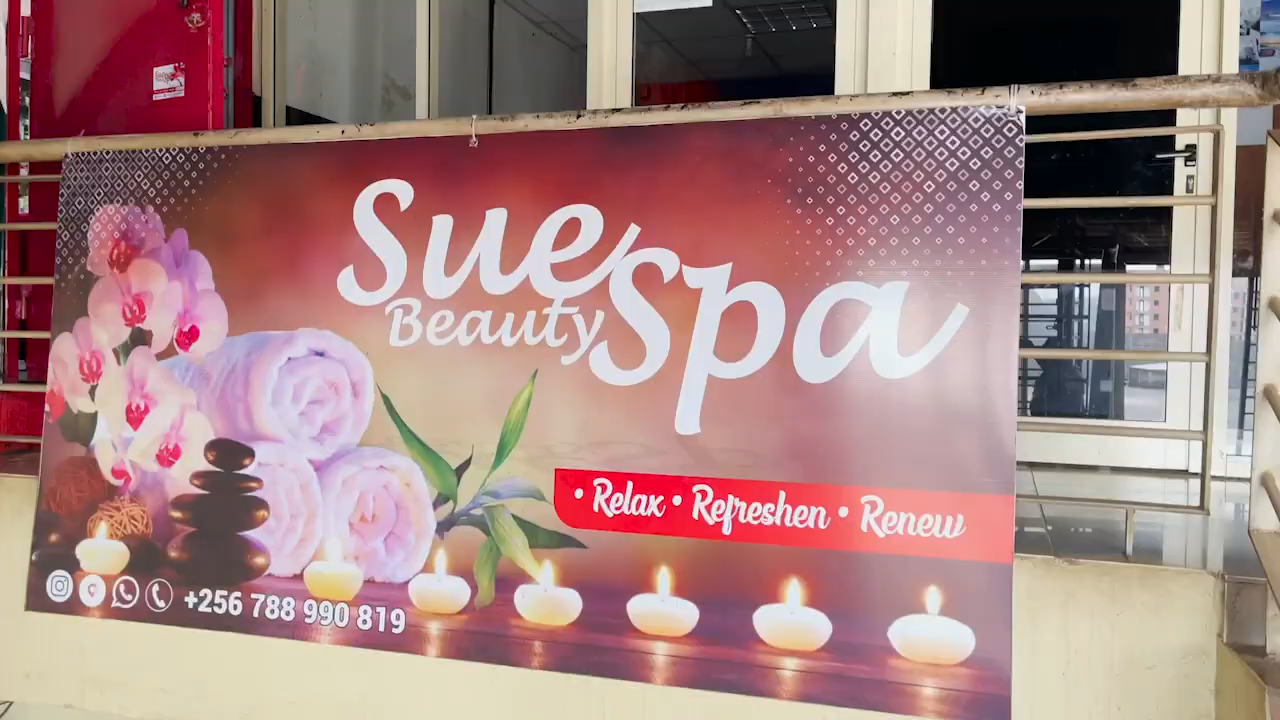 Sue
Beauty Spa
• Relax • Refreshen • Renew
+256 788 990 819